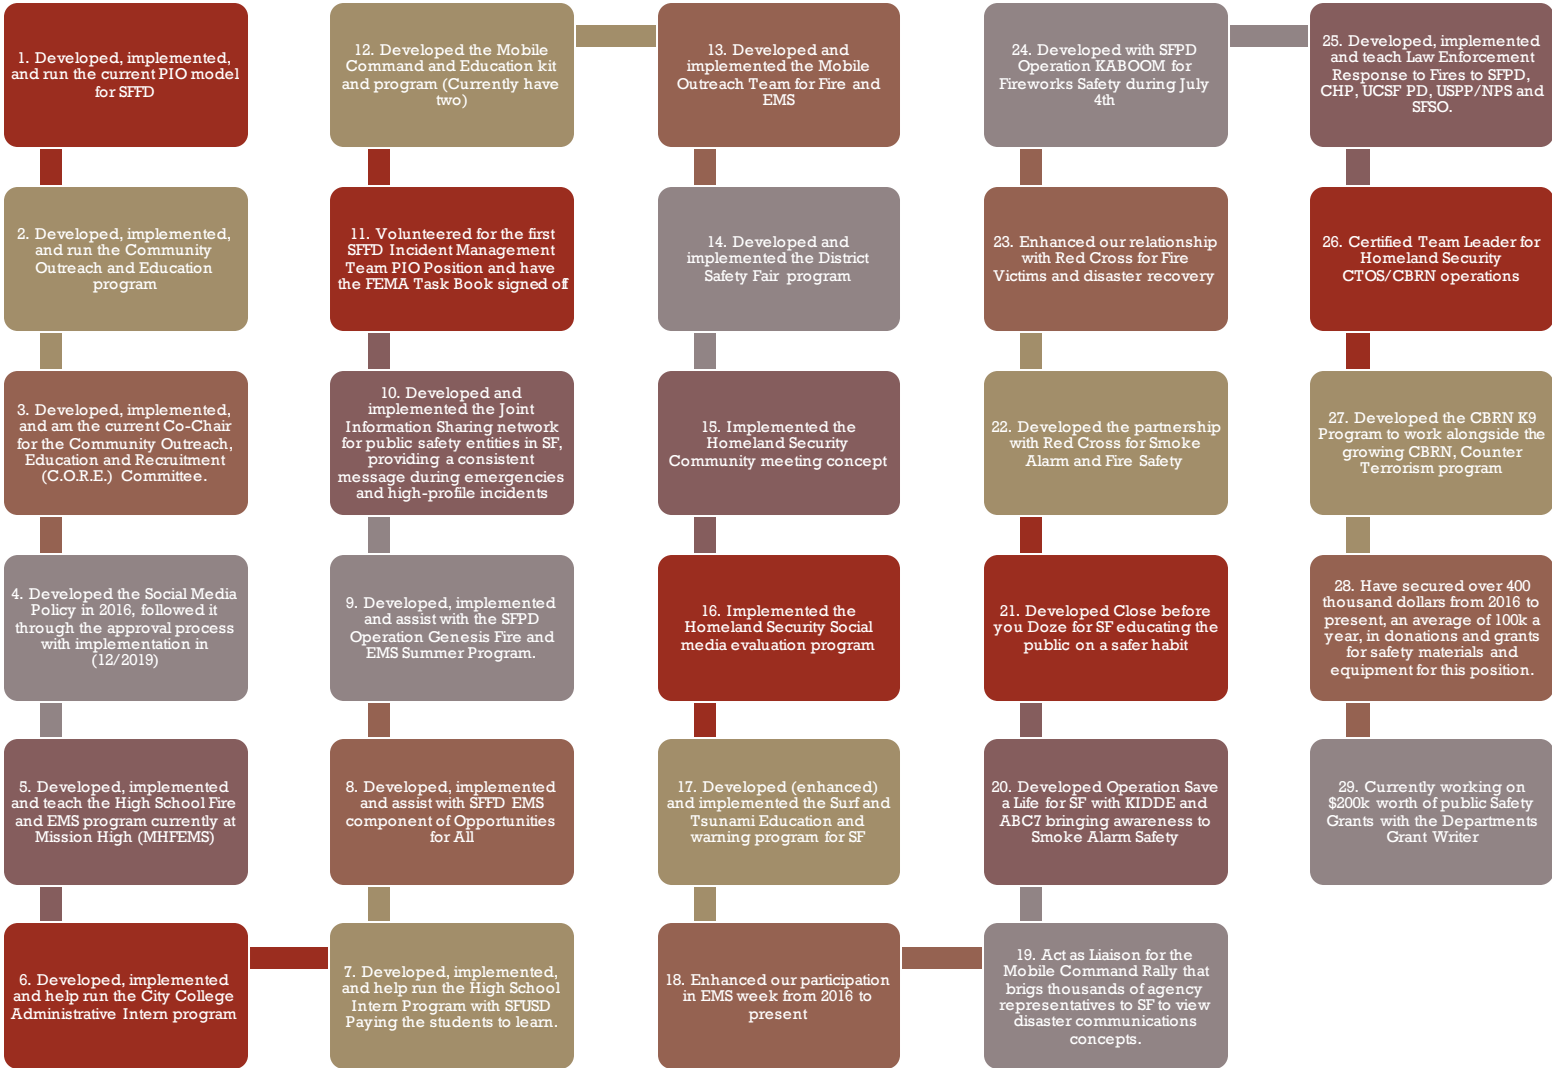 1. Developed, implemented,
and run the current PIO model
for SFFD
2. Developed, implemented,
and run the Community
Outreach and Education
program
3. Developed, implemented,
and am the current Co-Chair
for the Community Outreach,
Education and Recruitment
(C.O.R.E.) Committee.
4. Developed the Social Media
Policy in 2016, followed it
through the approval process
with implementation in
(12/2019)
5. Developed, implemented
and teach the High School Fire
and EMS program currently at
Mission High (MHFEMS)
6. Developed, implemented
and help run the City College
Administrative Intern program
7. Developed, implemented,
and help run the High School
Intern Program with SFUSD
Paying the students to learn.
8. Developed, implemented
and assist with SFFD EMS
component of Opportunities
for All
9. Developed, implemented
and assist with the SFPD
Operation Genesis Fire and
EMS Summer Program.
10. Developed and
implemented the Joint
Information Sharing network
for public safety entities in SF,
providing a consistent
message during emergencies
and high-profile incidents
11. Volunteered for the first
SFFD Incident Management
Team PIO Position and have
the FEMA Task Book signed off
12. Developed the Mobile
Command and Education kit
and program (Currently have
two)
13. Developed and
implemented the Mobile
Outreach Team for Fire and
EMS
14. Developed and
implemented the District
Safety Fair program
15. Implemented the
Homeland Security
Community meeting concept
16. Implemented the
Homeland Security Social
media evaluation program
17. Developed (enhanced)
and implemented the Surf and
Tsunami Education and
warning program for SF
18. Enhanced our participation
in EMS week from 2016 to
present
19. Act as Liaison for the
Mobile Command Rally that
brigs thousands of agency
representatives to SF to view
disaster communications
concepts.
20. Developed Operation Save
a Life for SF with KIDDE and
ABC7 bringing awareness to
Smoke Alarm Safety
21. Developed Close before
you Doze for SF educating the
public on a safer habit
22. Developed the partnership
with Red Cross for Smoke
Alarm and Fire Safety
23. Enhanced our relationship
with Red Cross for Fire
Victims and disaster recovery
24. Developed with SFPD
Operation KABOOM for
Fireworks Safety during July
4th
25. Developed, implemented
and teach Law Enforcement
Response to Fires to SFPD,
CHP, UCSF PD, USPP/NPS and
SFSO.
26. Certified Team Leader for
Homeland Security
CTOS/CBRN operations
27. Developed the CBRN K9
Program to work alongside the
growing CBRN, Counter
Terrorism program
28. Have secured over 400
thousand dollars from 2016 to
present, an average of 100k a
year, in donations and grants
for safety materials and
equipment for this position.
29. Currently working on
$200k worth of public Safety
Grants with the Departments
Grant Writer